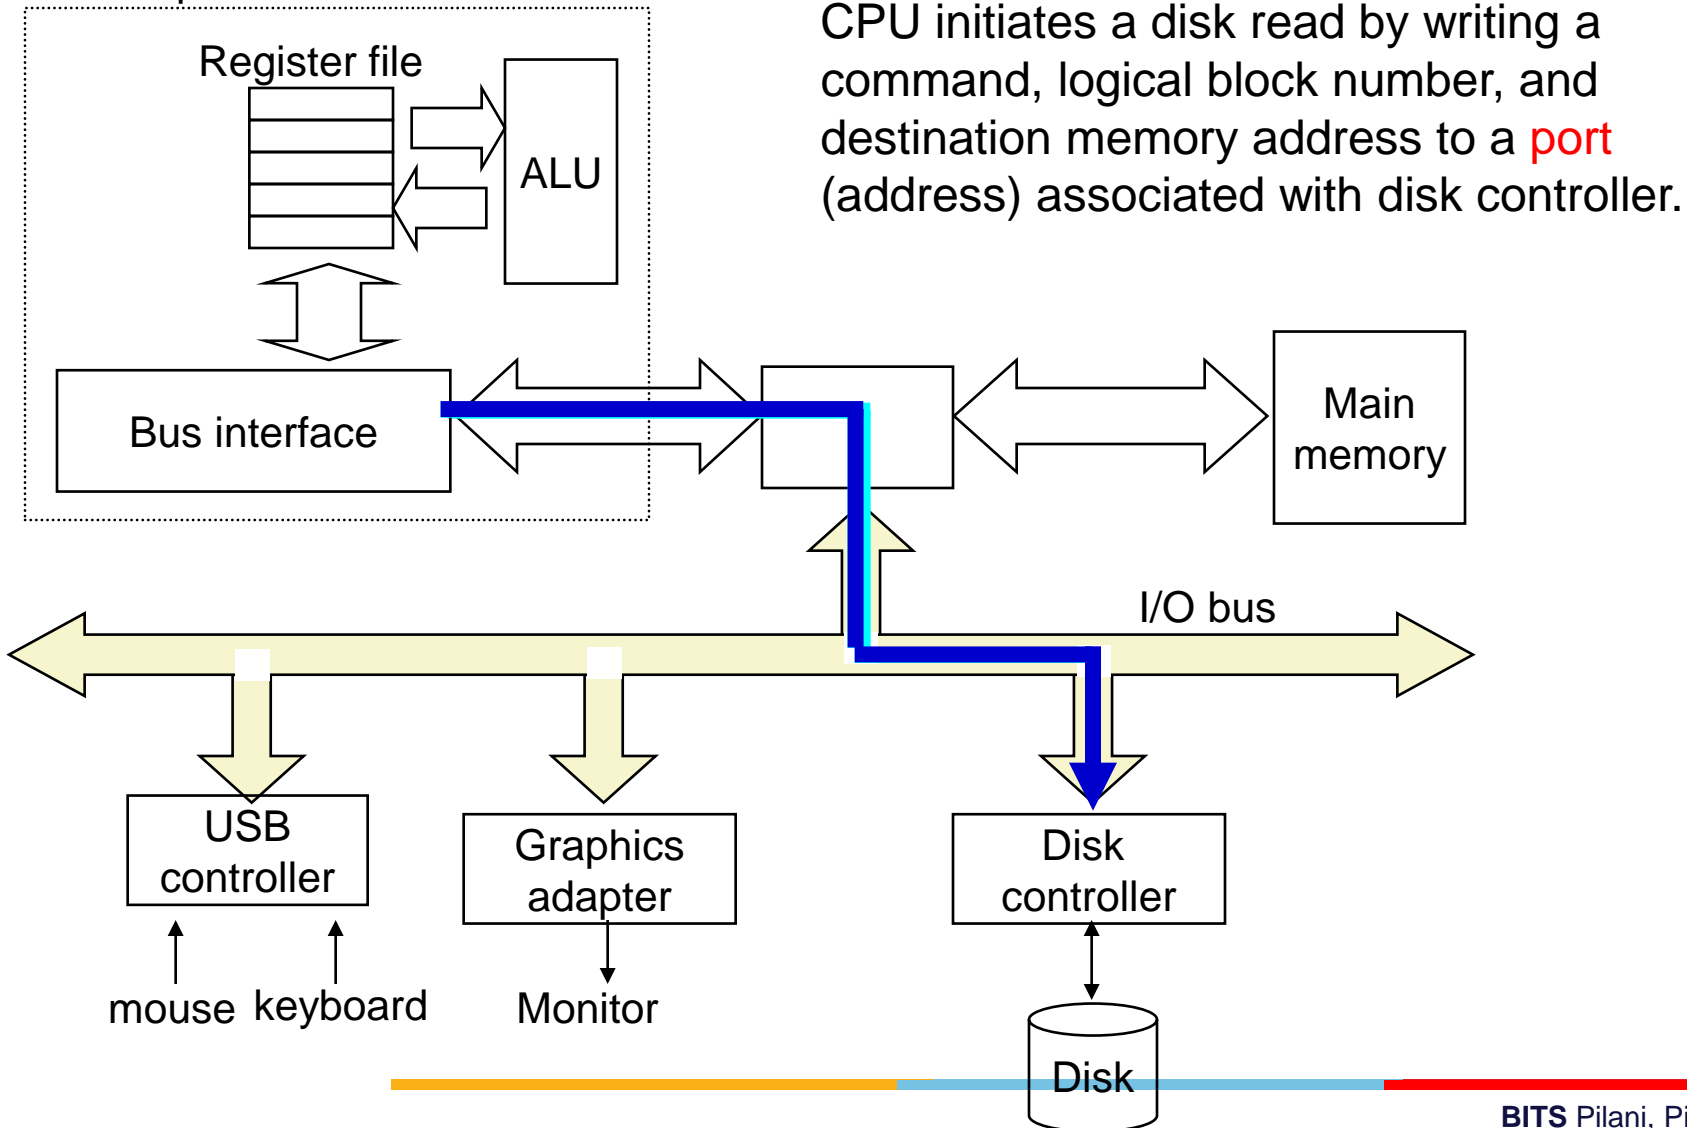 CPU initiates a disk read by writing a
command, logical block number, and
destination memory address to a port
(address) associated with disk controller.
Register file
ALU
Bus interface
Main
memory
I/O bus
USB
controller
Graphics
adapter
Disk
controller
mouse
keyboard
Monitor
Disk
BITS Pilani,